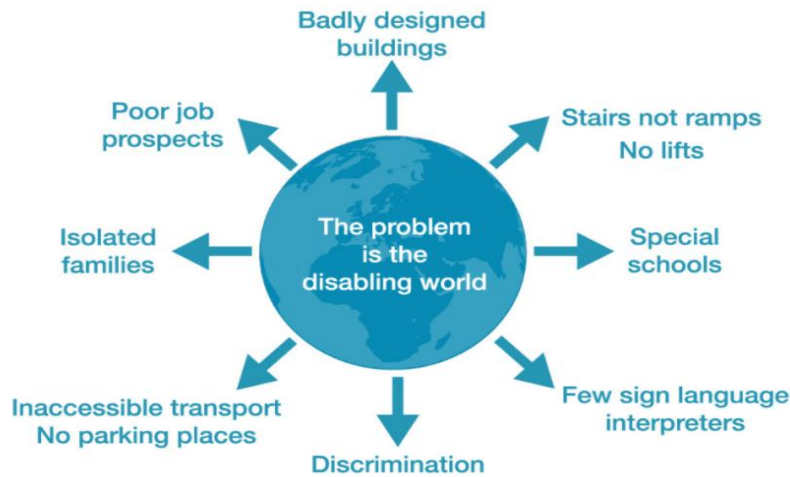 Badly designed
buildings
Poor job
prospects
Stairs not ramps
No lifts
Isolated
families
The problem
is the
disabling world
Special
schools
Inaccessible transport
No parking places
Few sign language
interpreters
Discrimination